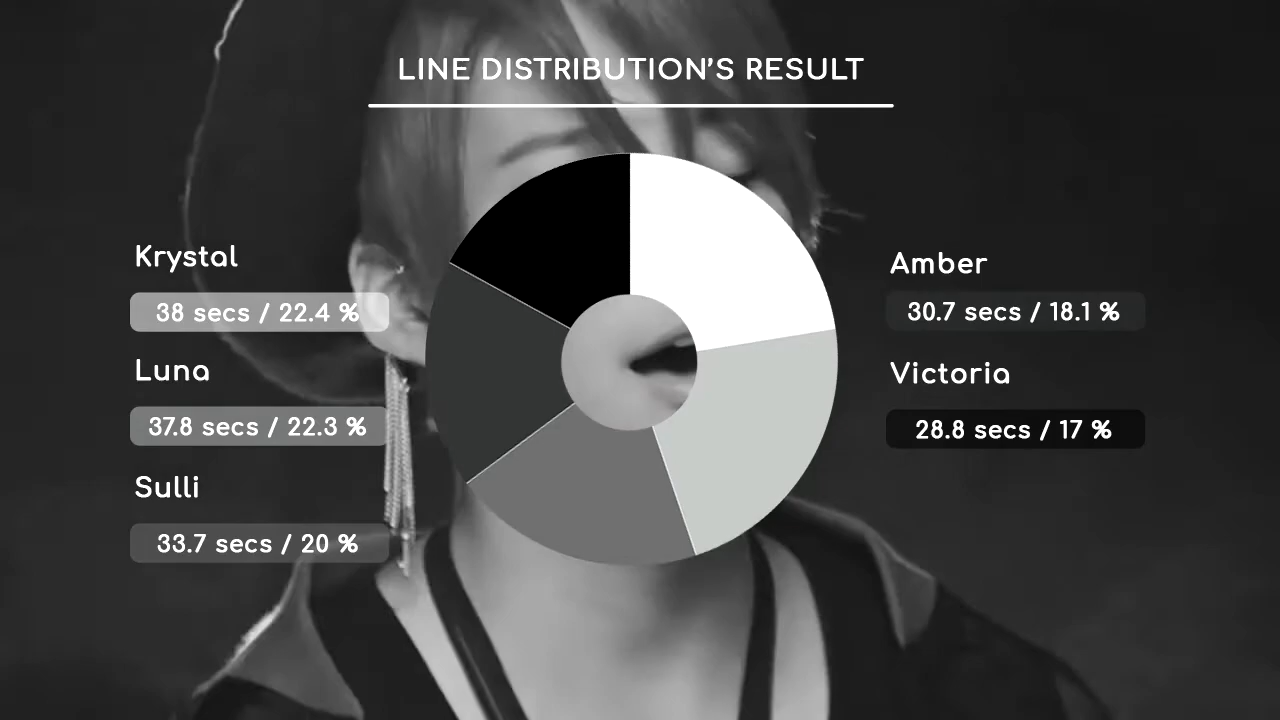 LINE DISTRIBUTION'S RESULT
Krystal
38 secs / 22.4 %
Luna
37.8 secs / 22.3 %
Sulli
33.7 secs / 20 %
Amber
30.7 secs / 18.1 %
Victoria
28.8 secs / 17 %